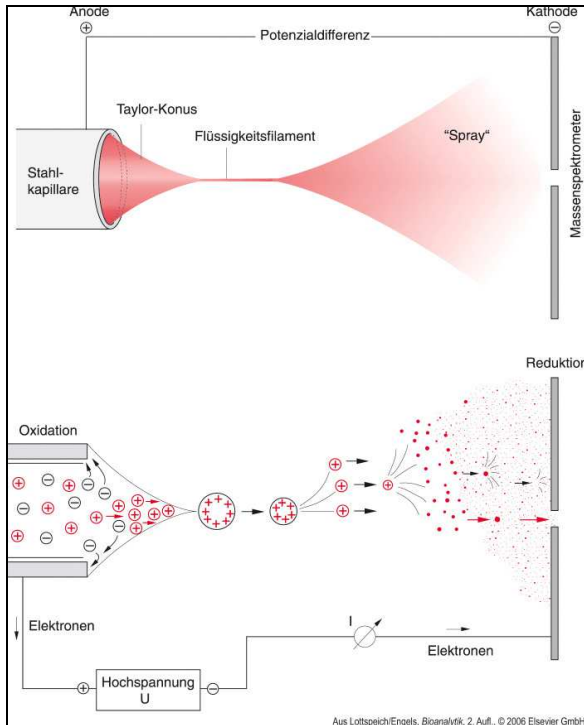 Anode
Kathode
+
−
Potenzialdifferenz
Taylor-Konus
Flüssigkeitsfilament
"Spray"
Stahl-
kapillare
Massenspektrometer
Reduktion
Oxidation
Elektronen
I
Elektronen
Hochspannung
U
+
−
Aus Lottspeich/Engels, Bioanalytik, 2. Aufl., © 2006 Elsevier GmbH